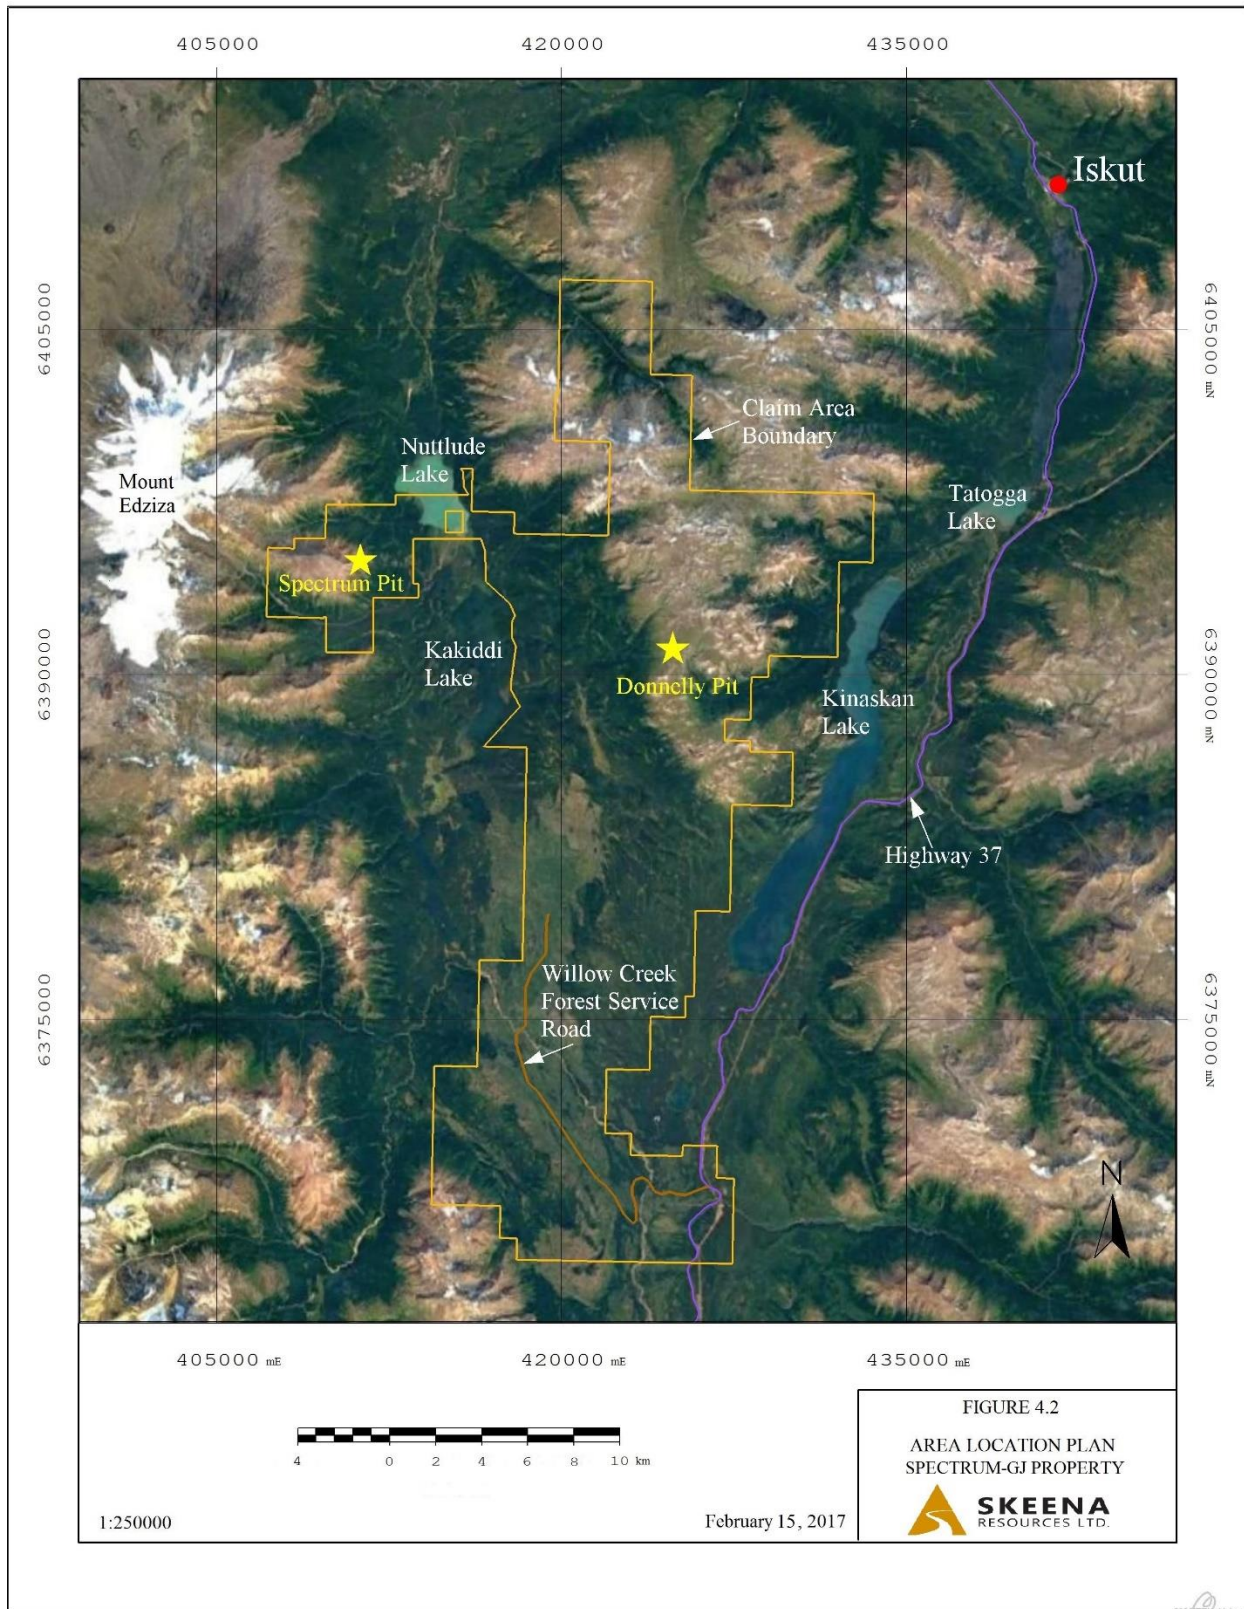 405000
420000
435000
Iskut
6405000
6405000 mN
Claim Area
Boundary
Nuttlude
Lake
Mount
Edziza
Tatogga
Lake
Spectrum Pit
Kakiddi
Lake
6390000
Donnelly Pit
Kinaskan
Lake
6390000 mN
Highway 37
Willow Creek
Forest Service
Road
6375000
6375000 mN
N
405000 mE
420000 mE
435000 mE
4 0 2 4 6 8 10 km
1:250000
February 15, 2017
FIGURE 4.2
AREA LOCATION PLAN
SPECTRUM-GJ PROPERTY
SKEENA
RESOURCES LTD.